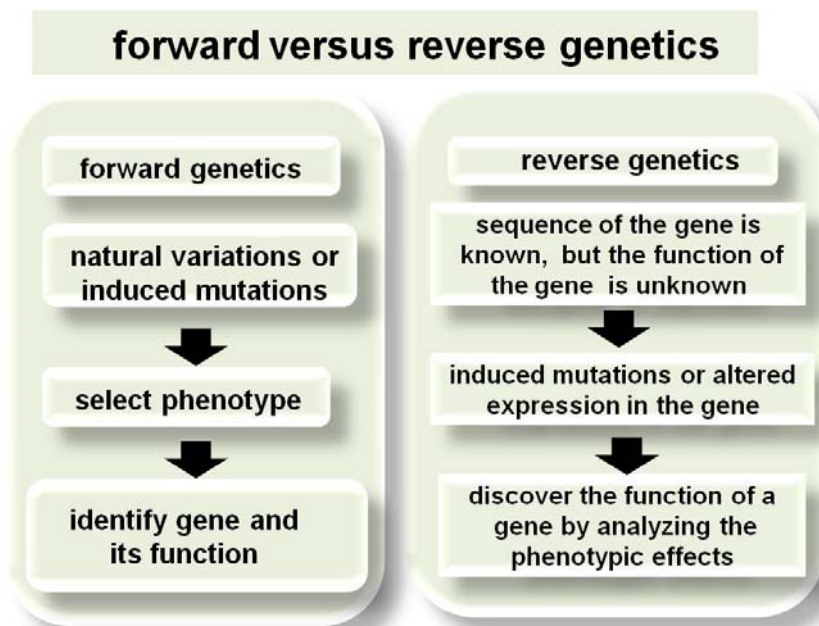 forward versus reverse genetics
forward genetics
natural variations or
induced mutations
select phenotype
identify gene and
its function
reverse genetics
sequence of the gene is
known, but the function of
the gene is unknown
induced mutations or altered
expression in the gene
discover the function of a
gene by analyzing the
phenotypic effects